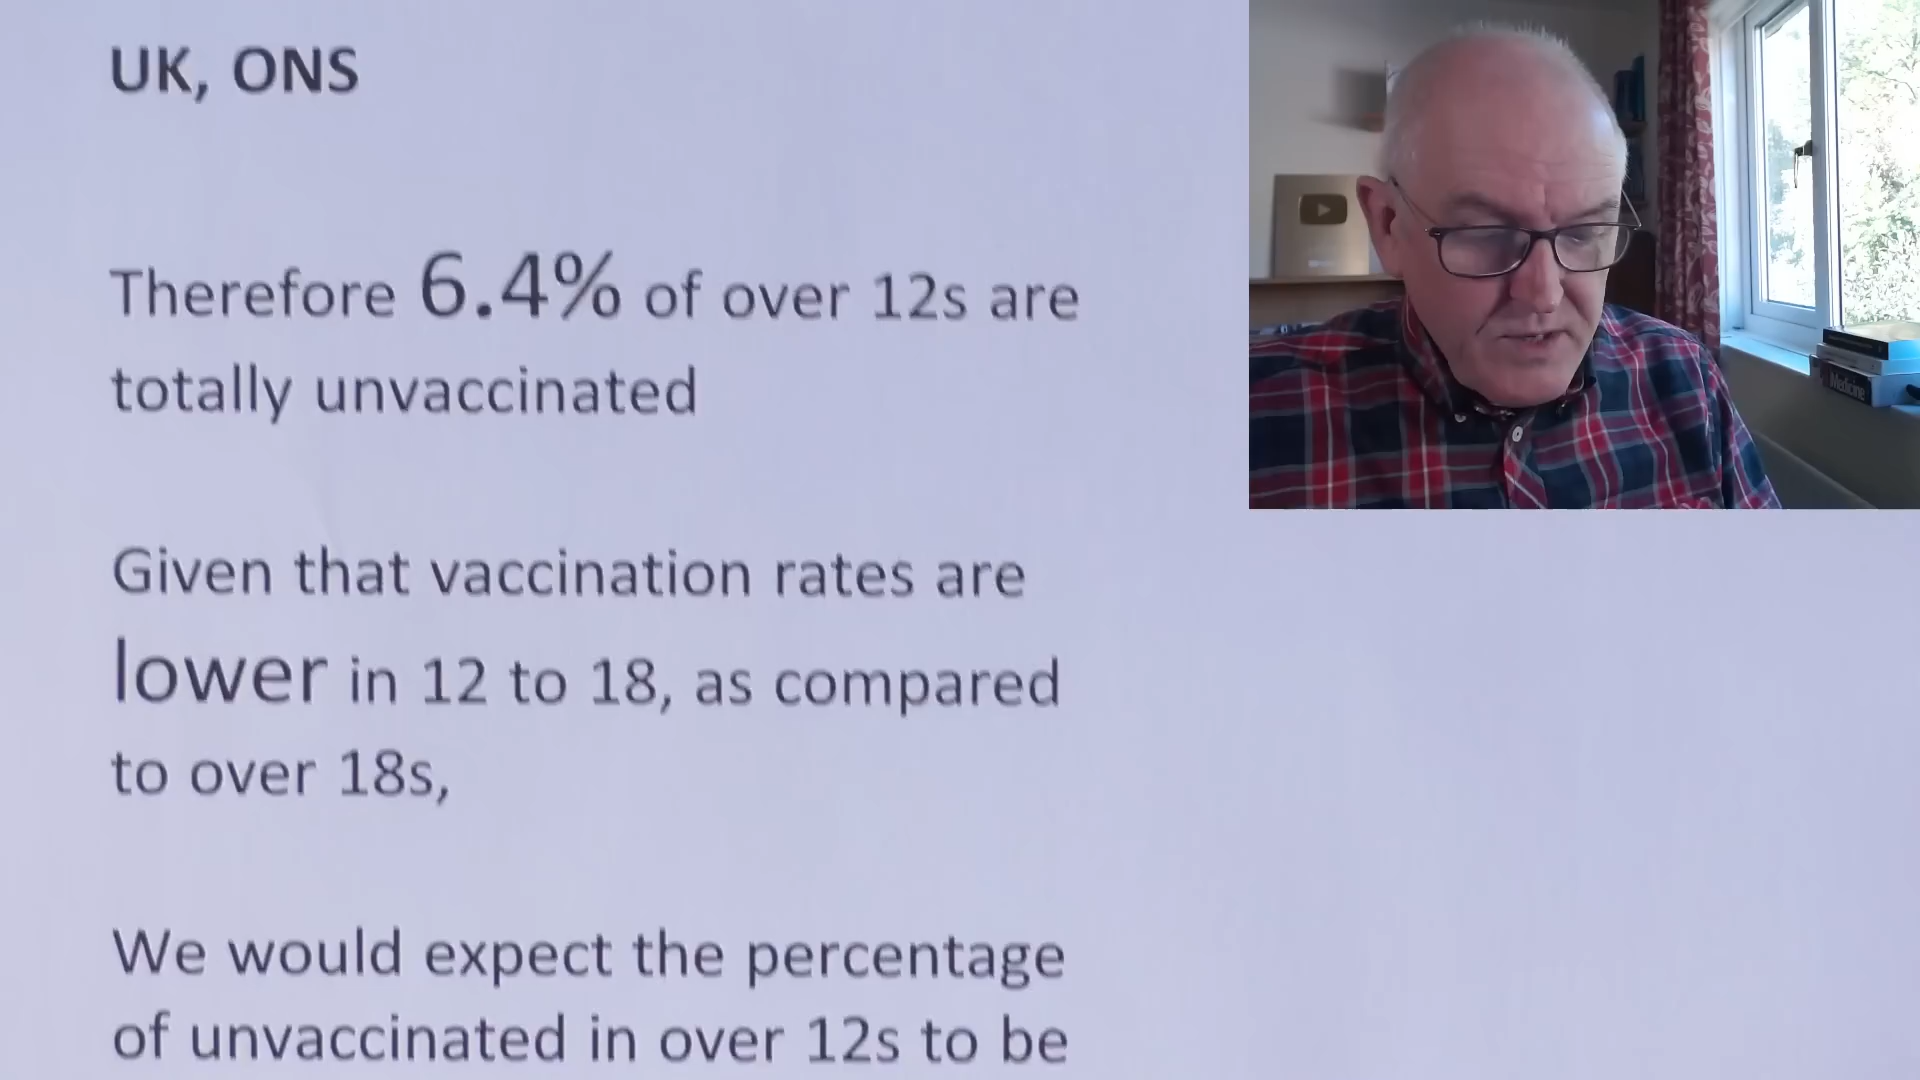 UK, ONS
Therefore 6.4% of over 12s are
totally unvaccinated
Given that vaccination rates are
lower in 12 to 18, as compared
to over 18s,
We would expect the percentage
of unvaccinated in over 12s to be
Medicine